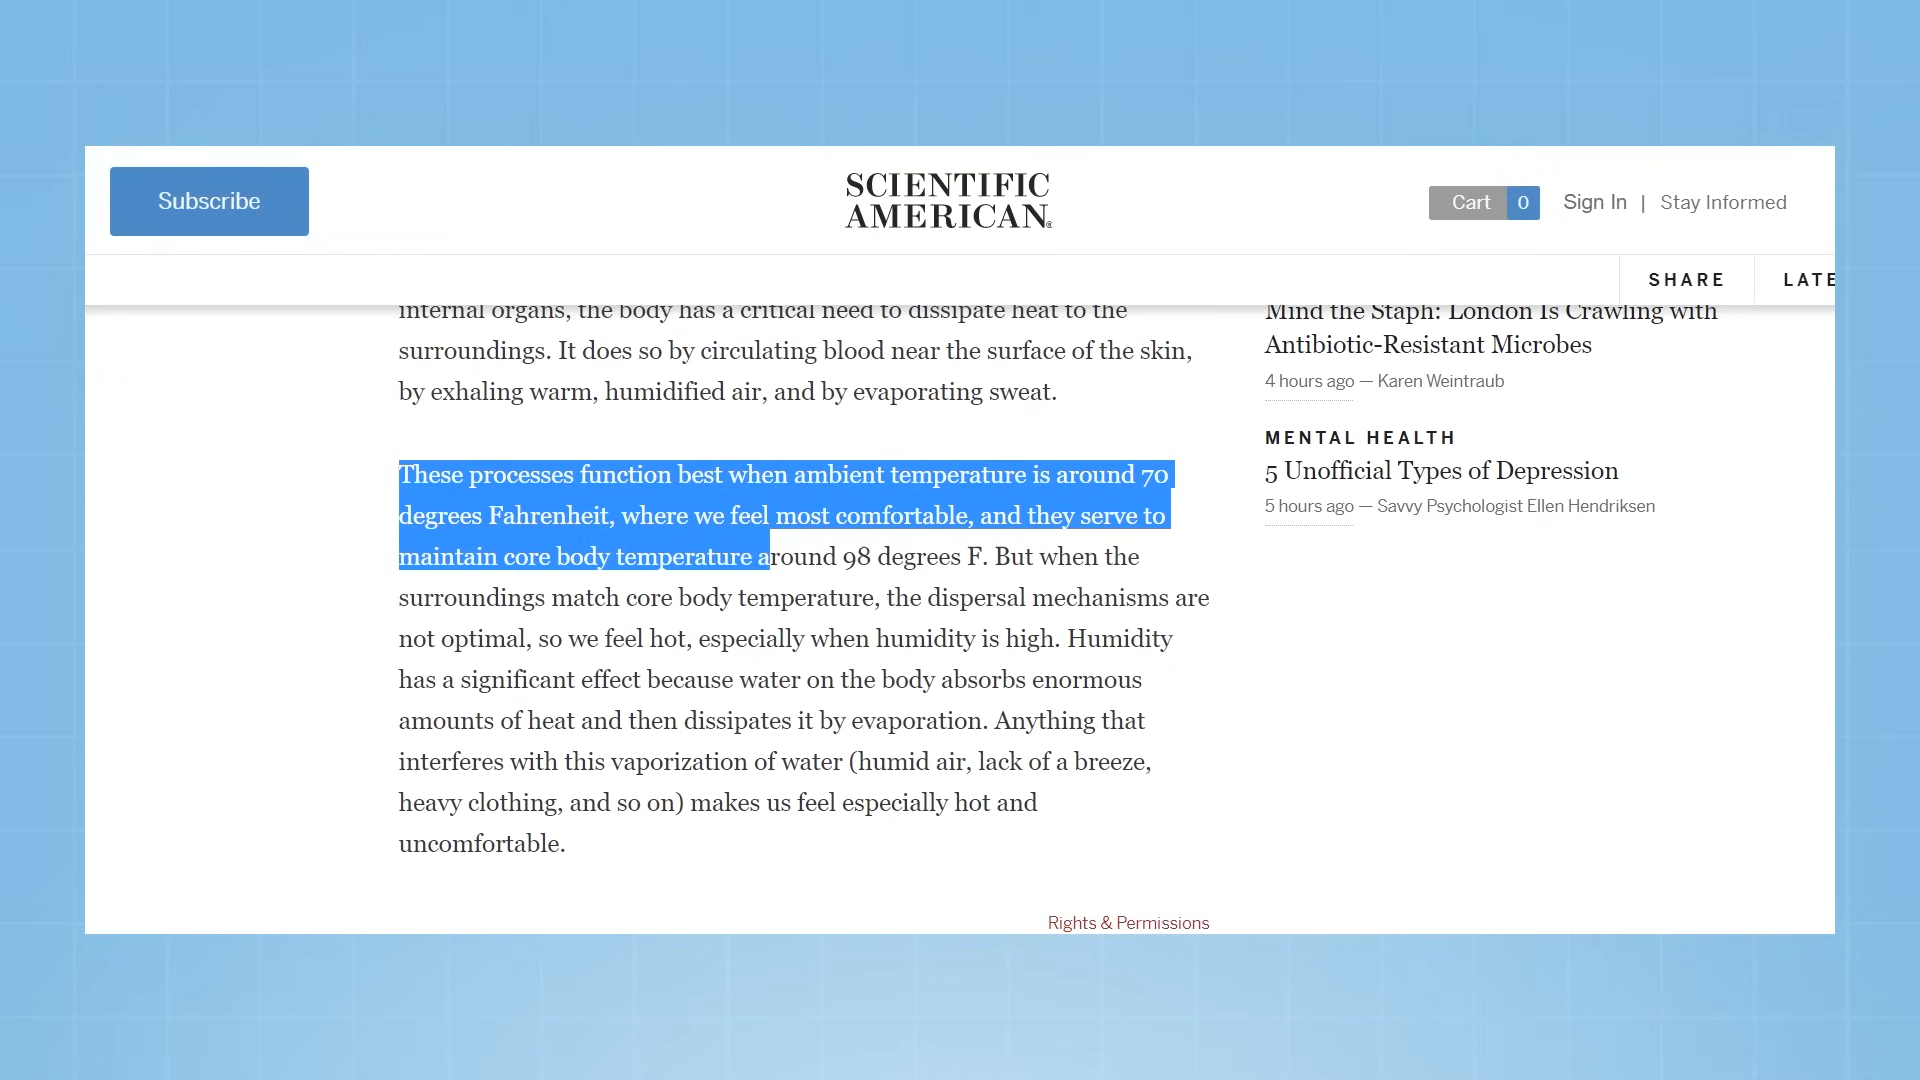 Subscribe
SCIENTIFIC
AMERICAN®
Cart 0 Sign In | Stay Informed
SHARE LATE
internal organs, the body has a critical need to dissipate heat to the
surroundings. It does so by circulating blood near the surface of the skin,
by exhaling warm, humidified air, and by evaporating sweat.
These processes function best when ambient temperature is around 70
degrees Fahrenheit, where we feel most comfortable, and they serve to
maintain core body temperature around 98 degrees F. But when the
surroundings match core body temperature, the dispersal mechanisms are
not optimal, so we feel hot, especially when humidity is high. Humidity
has a significant effect because water on the body absorbs enormous
amounts of heat and then dissipates it by evaporation. Anything that
interferes with this vaporization of water (humid air, lack of a breeze,
heavy clothing, and so on) makes us feel especially hot and
uncomfortable.
Rights & Permissions
Mind the Staph: London Is Crawling with
Antibiotic-Resistant Microbes
4 hours ago — Karen Weintraub
MENTAL HEALTH
5 Unofficial Types of Depression
5 hours ago — Savvy Psychologist Ellen Hendriksen